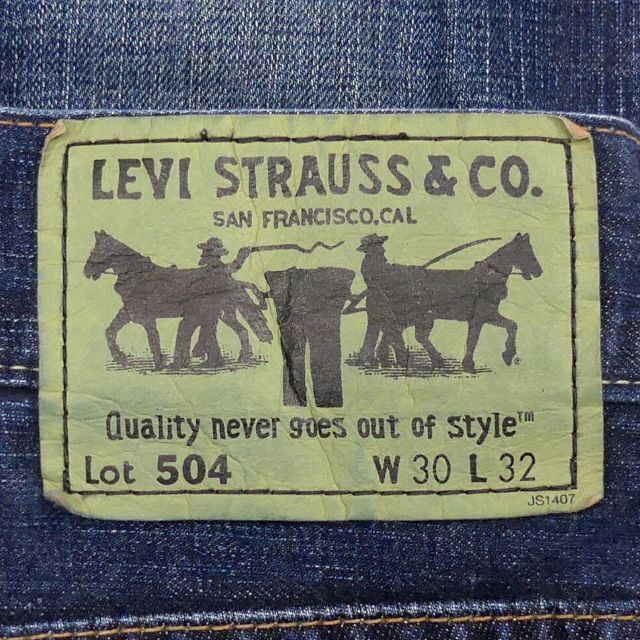 LEVI STRAUSS & CO.
SAN FRANCISCO.CAL
Quality never goes out of style™
Lot 504 W 30 L 32
JS1407